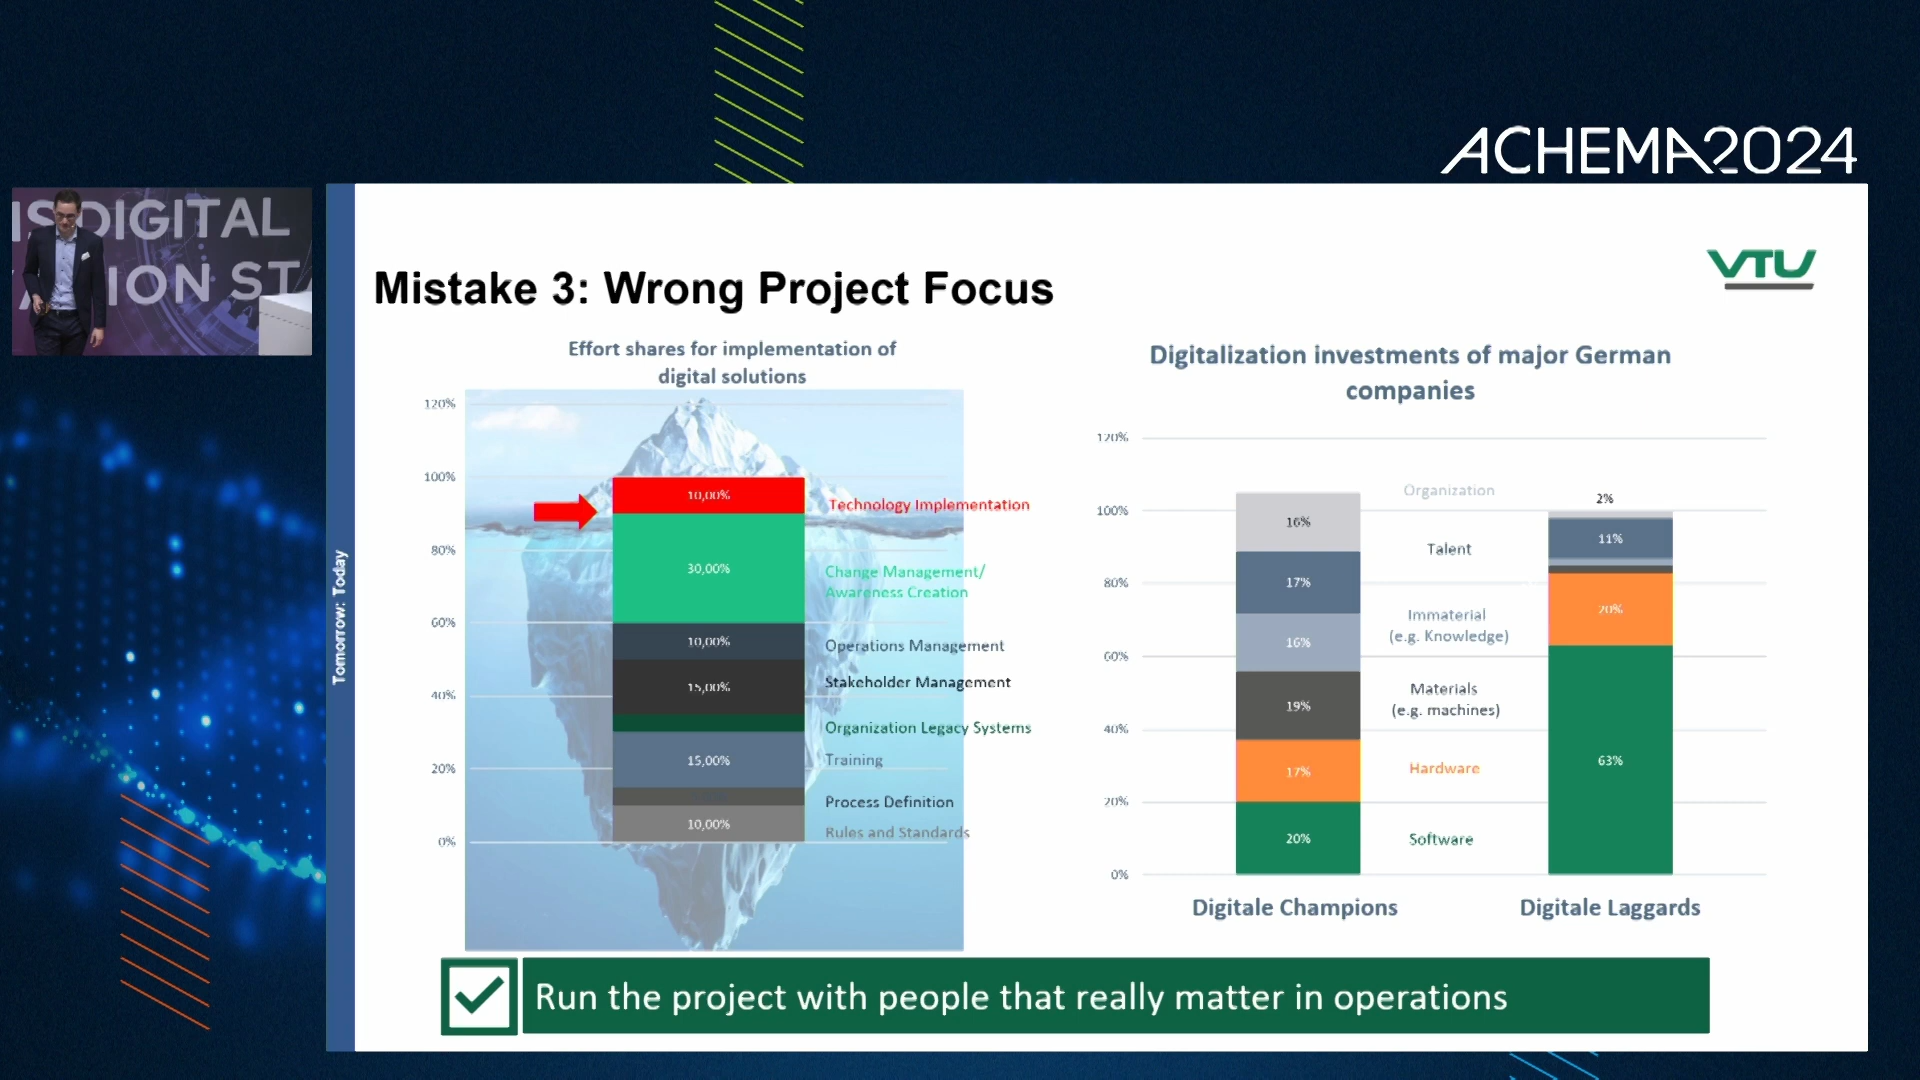 ACHEMA2024
ISDIGITAL
ION ST
VTU
Mistake 3: Wrong Project Focus
Tomorrow: Today
Effort shares for implementation of
digital solutions
120%
100%
80%
60%
40%
20%
0%
10,00%
30,00%
10,00%
15,00%
15,00%
10,00%
Technology Implementation
Change Management/
Awareness Creation
Operations Management
Stakeholder Management
Organization Legacy Systems
Training
Process Definition
Rules and Standards
Digitalization investments of major German
companies
120%
100%
80%
60%
40%
20%
0%
16%
17%
16%
19%
17%
20%
Organization
Talent
Immaterial
(e.g. Knowledge)
Materials
(e.g. machines)
Hardware
Software
2%
11%
20%
63%
Digitale Champions
Digitale Laggards
Run the project with people that really matter in operations